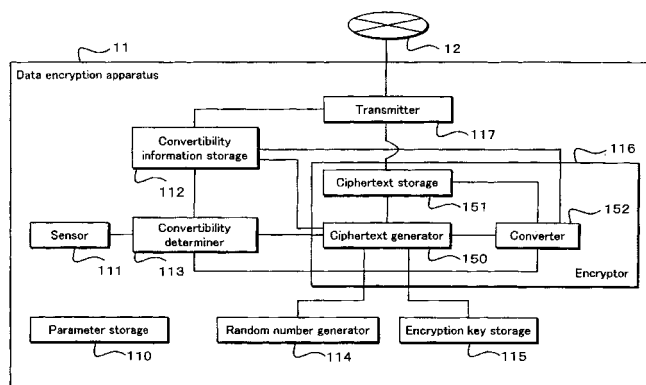 11
12
Data encryption apparatus
Transmitter
117
116
Convertibility
information storage
112
Ciphertext storage
151
152
Sensor
111
Convertibility
determiner
113
Ciphertext generator
150
Converter
Encryptor
Parameter storage
110
Random number generator
114
Encryption key storage
115